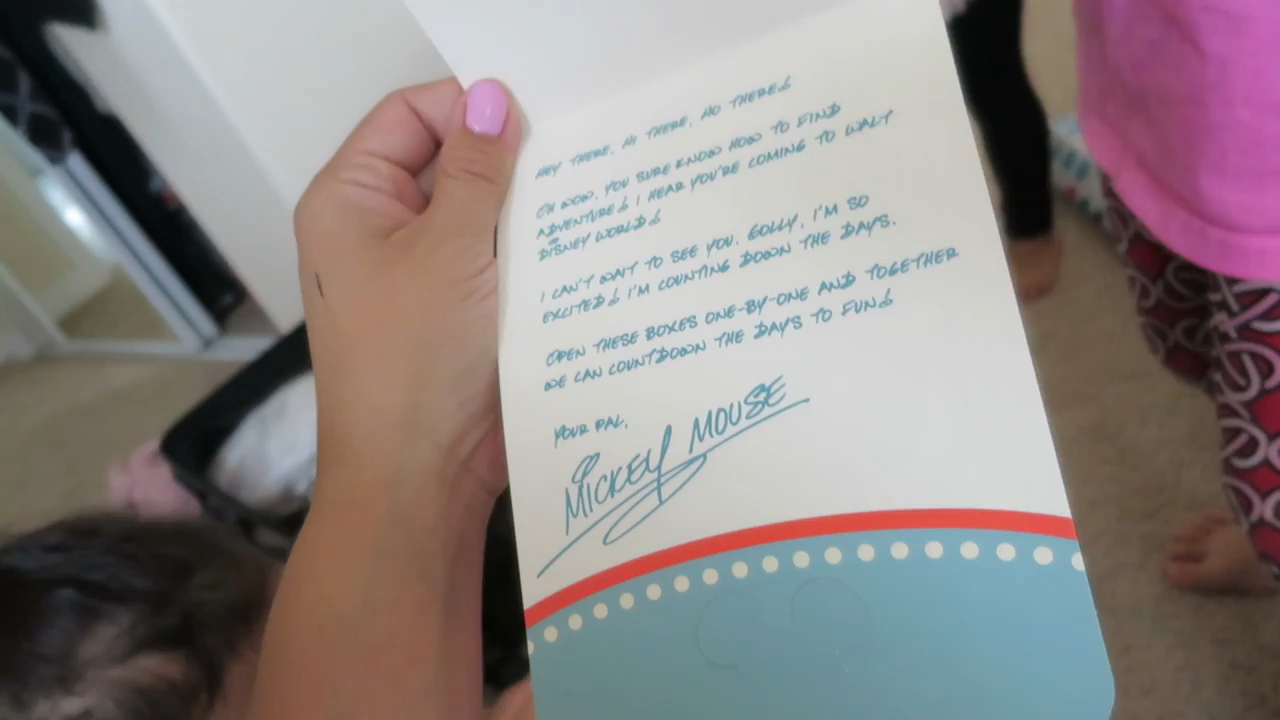 HEY THERE, HI THERE, HO THERE!
OH WOW, YOU SURE KNOW HOW TO FIND
ADVENTURE! I HEAR YOU'RE COMING TO WALT
DISNEY WORLD!
I CAN'T WAIT TO SEE YOU. GOLLY, I'M SO
EXCITED! I'M COUNTING DOWN THE DAYS.
OPEN THESE BOXES ONE-BY-ONE AND TOGETHER
WE CAN COUNTDOWN THE DAYS TO FUN!
YOUR PAL,
MICKEY MOUSE